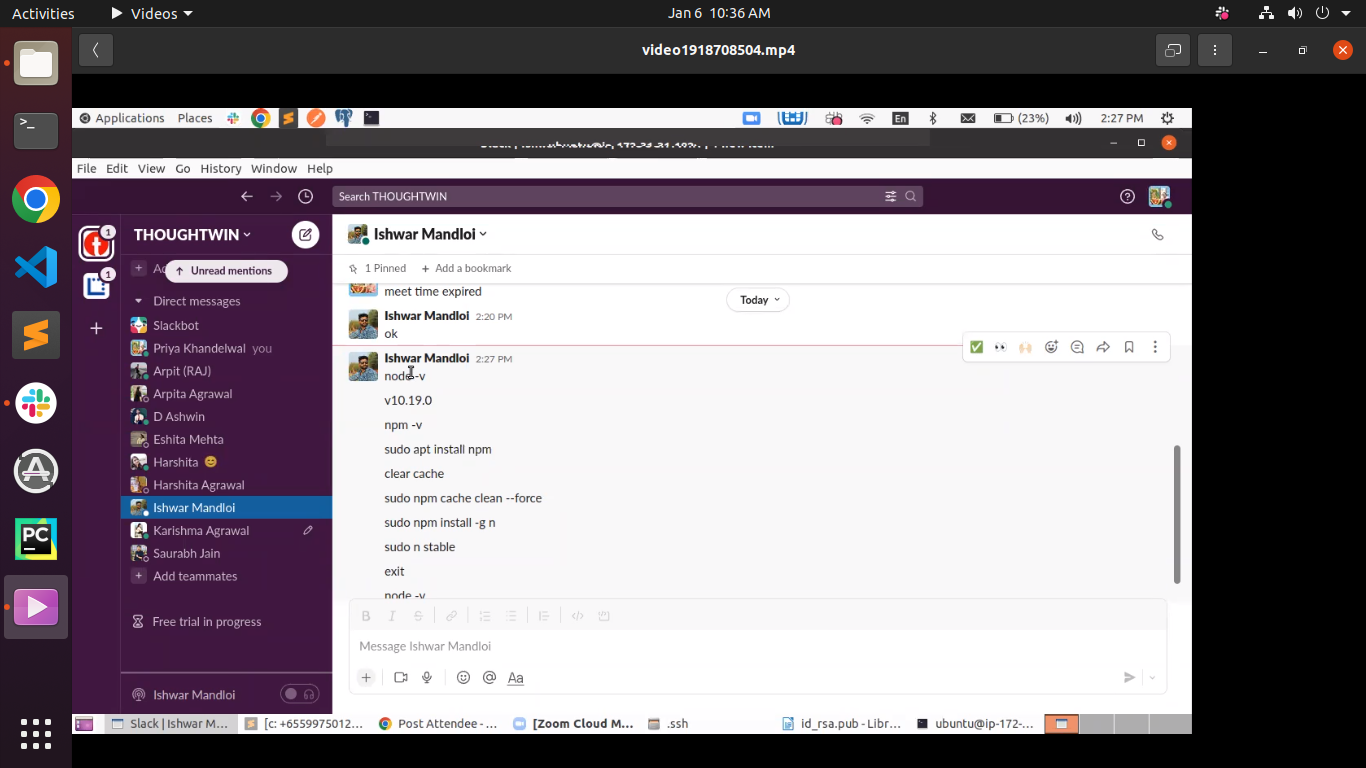 Activities
Videos
Jan 6 10:36 AM
video1918708504.mp4
Applications Places
En
(23%)
2:27 PM
File Edit View Go History Window Help
Search THOUGHTWIN
1
THOUGHTWIN
Ishwar Mandloi
Unread mentions
1 Pinned
+ Add a bookmark
1
Direct messages
meet time expired
Today
Slackbot
Ishwar Mandloi 2:20 PM
ok
Priya Khandelwal you
Ishwar Mandloi 2:27 PM
Arpit (RAJ)
node -v
Arpita Agrawal
v10.19.0
D Ashwin
npm -v
Eshita Mehta
sudo apt install npm
Harshita
clear cache
Harshita Agrawal
sudo npm cache clean --force
Ishwar Mandloi
sudo npm install -g n
Karishma Agrawal
sudo n stable
Saurabh Jain
exit
Add teammates
node -v
Free trial in progress
B I S
Message Ishwar Mandloi
Aa
Ishwar Mandloi
Slack | Ishwar M...
[c: +6559975012...
Post Attendee - ...
[Zoom Cloud M...
.ssh
id_rsa.pub - Libr...
ubuntu@ip-172-...
PC